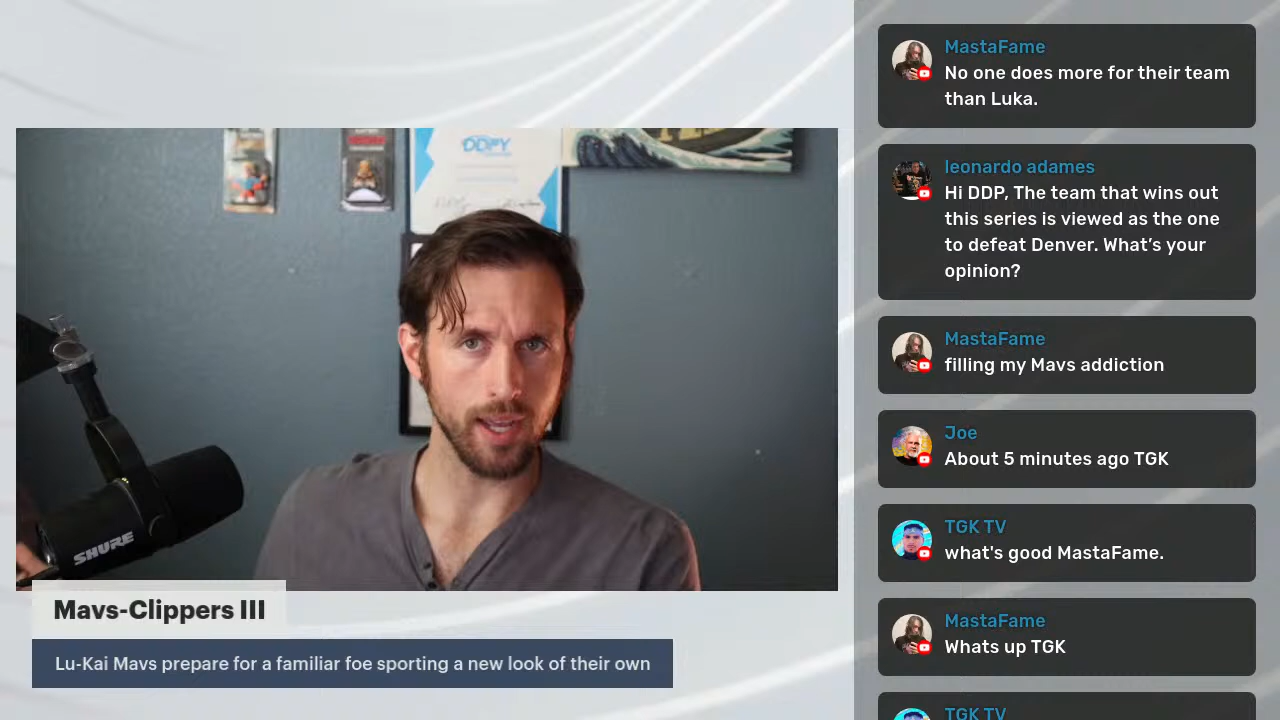 DDPY
SHURE
Mavs-Clippers III
Lu-Kai Mavs prepare for a familiar foe sporting a new look of their own
MastaFame
No one does more for their team
than Luka.
leonardo adames
Hi DDP, The team that wins out
this series is viewed as the one
to defeat Denver. What’s your
opinion?
MastaFame
filling my Mavs addiction
Joe
About 5 minutes ago TGK
TGK TV
what's good MastaFame.
MastaFame
Whats up TGK
TGK TV